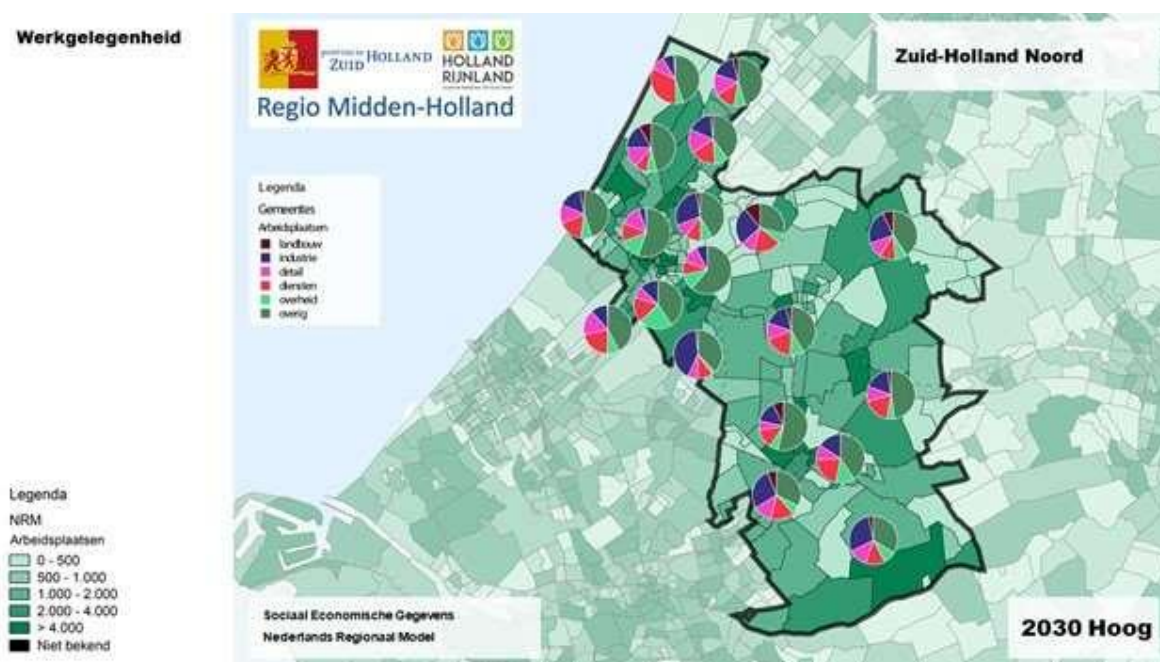 Werkgelegenheid
provincie
ZUID HOLLAND
HOLLAND
RIJNLAND
Regio Midden-Holland
Zuid-Holland Noord
Legenda
Gemeentes
Arbeidsplaatsen
landbouw
industrie
detail
diensten
overheid
overig
Legenda
NRM
Arbeidsplaatsen
0 - 500
500 - 1.000
1.000 - 2.000
2.000 - 4.000
> 4.000
Niet bekend
Sociaal Economische Gegevens
Nederlands Regionaal Model
2030 Hoog